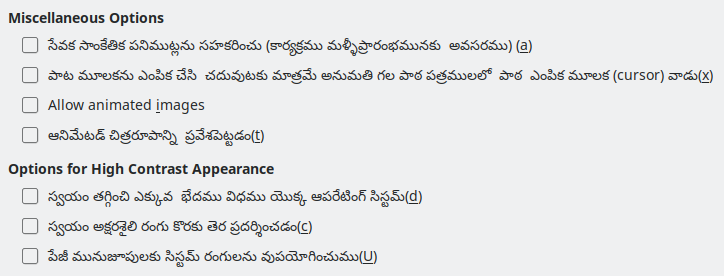 Miscellaneous Options
సేవక సాంకేతిక పనిముట్లను సహకరించు (కార్యక్రము మళ్ళీప్రారంభమునకు  అవసరము) (a)
పాట మూలకను ఎంపిక చేసి  చదువుటకు మాత్రమే అనుమతి గల పాఠ పత్రములలో  పాఠ  ఎంపిక మూలక (cursor) వాడు(x)
Allow animated images
ఆనిమేటడ్ చిత్రరూపాన్ని  ప్రవేశపెట్టడం(t)
Options for High Contrast Appearance
స్వయం తగ్గించి ఎక్కువ  భేదము విధము యొక్క ఆపరేటింగ్ సిస్టమ్(d)
స్వయం అక్షరశైలి రంగు కొరకు తెర ప్రదర్శించడం(c)
పేజీ మునుజూపులకు సిస్టమ్ రంగులను వుపయోగించుము(U)